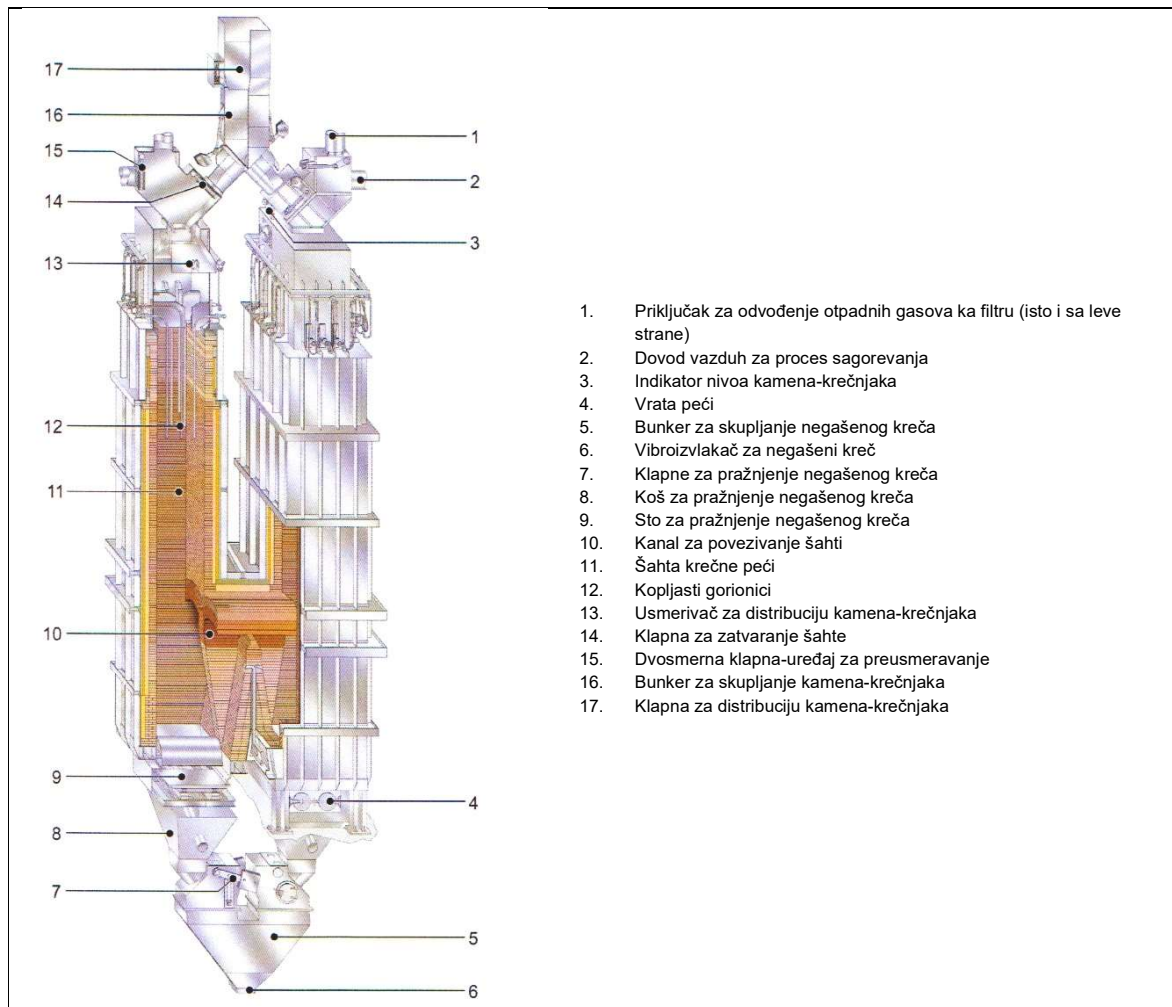 17
16
15
14
13
12
11
10
9
8
7
1
2
3
4
5
6
1. Priključak za odvođenje otpadnih gasova ka filtru (isto i sa leve
strane)
2. Dovod vazduh za proces sagorevanja
3. Indikator nivoa kamena-krečnjaka
4. Vrata peći
5. Bunker za skupljanje negašenog kreča
6. Vibroizvlakač za negašeni kreč
7. Klapne za pražnjenje negašenog kreča
8. Koš za pražnjenje negašenog kreča
9. Sto za pražnjenje negašenog kreča
10. Kanal za povezivanje šahti
11. Šahta krečne peći
12. Kopljasti gorionici
13. Usmerivač za distribuciju kamena-krečnjaka
14. Klapna za zatvaranje šahte
15. Dvosmerna klapna-uređaj za preusmeravanje
16. Bunker za skupljanje kamena-krečnjaka
17. Klapna za distribuciju kamena-krečnjaka